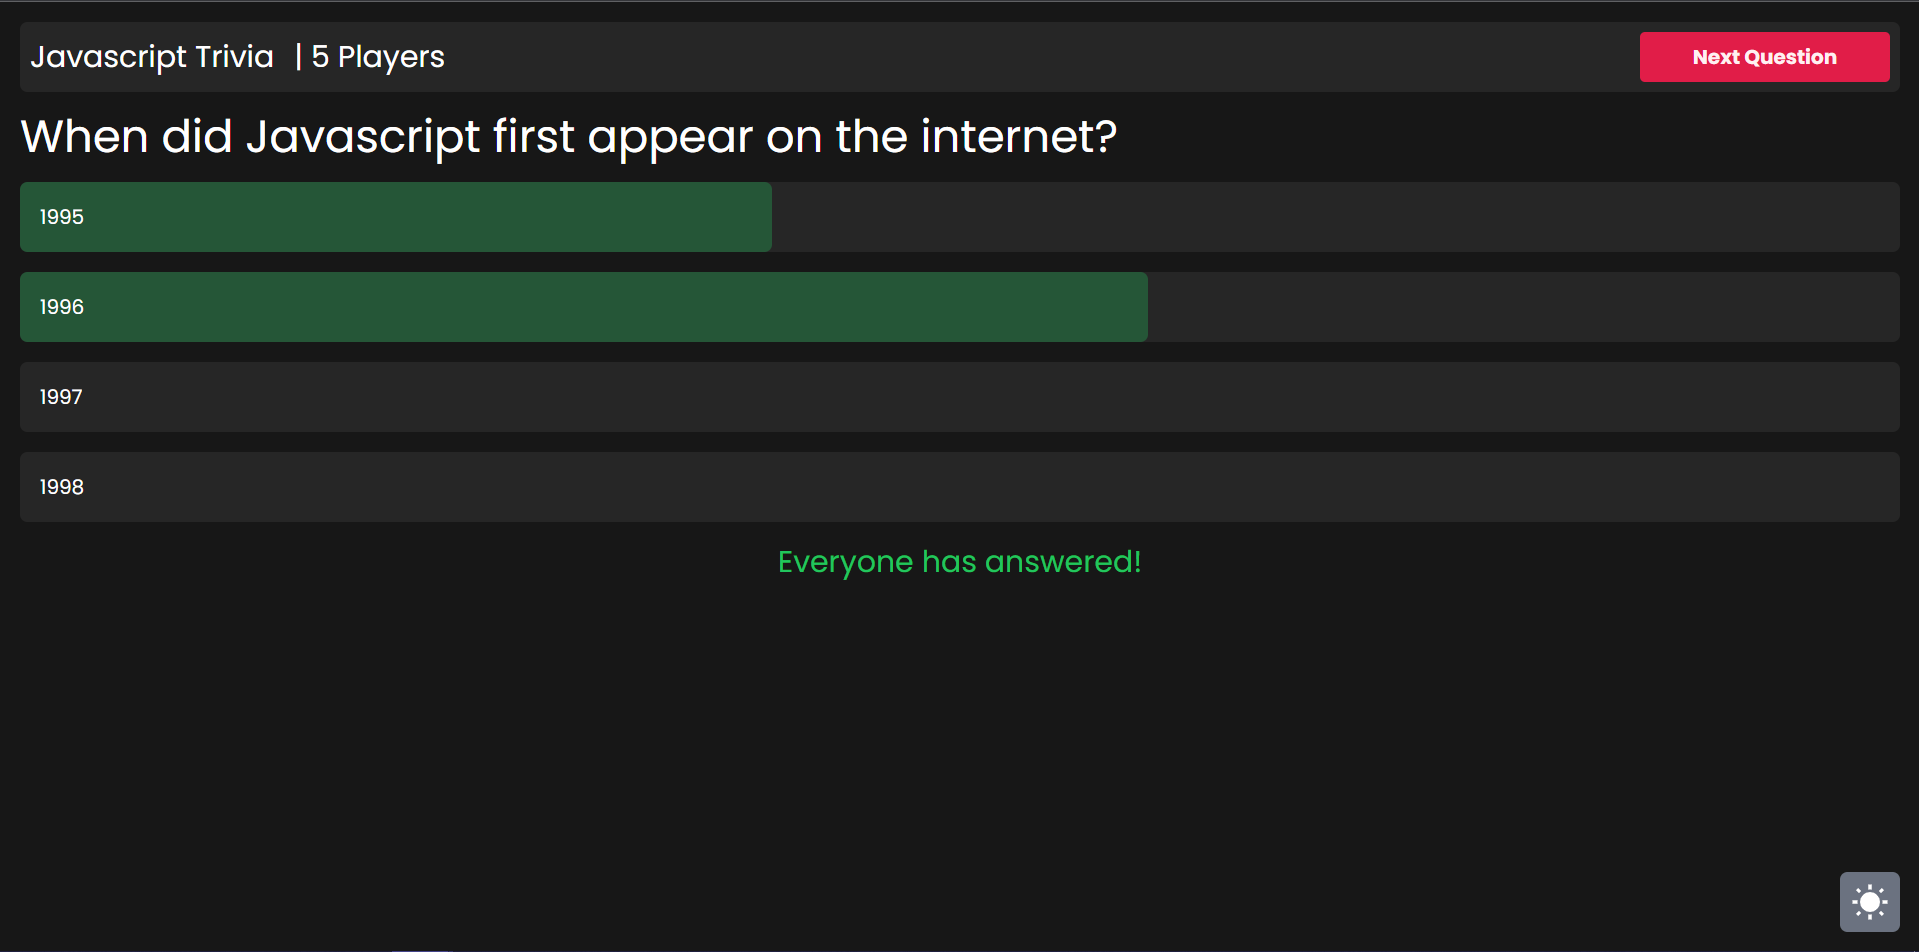 Javascript Trivia | 5 Players
Next Question
When did Javascript first appear on the internet?
1995
1996
1997
1998
Everyone has answered!